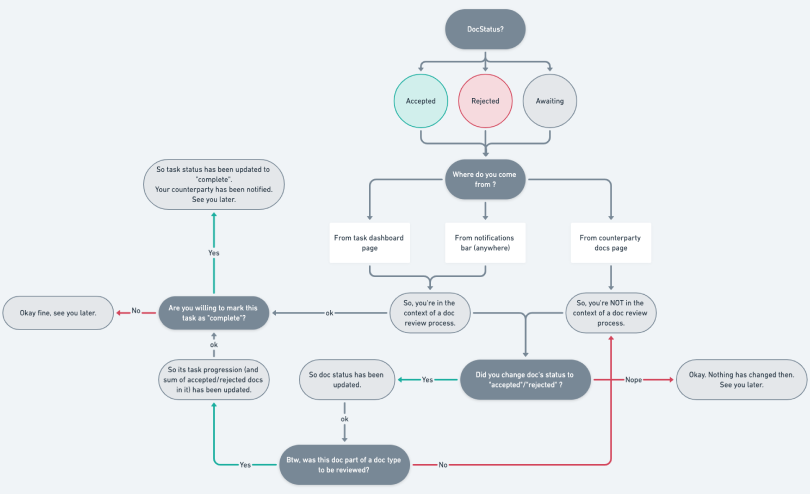 DocStatus?
Accepted
Rejected
Awaiting
Where do you come
from ?
So task status has been updated to
"complete".
Your counterparty has been notified.
See you later.
From task dashboard
page
From notifications
bar (anywhere)
From counterparty
docs page
Yes
Okay fine, see you later.
No
Are you willing to mark this
task as "complete"?
ok
So, you're in the
context of a doc
review process.
So, you're NOT in the
context of a doc review
process.
ok
So its task progression (and
sum of accepted/rejected docs
in it) has been updated.
So doc status has been
updated.
Yes
Did you change doc's status to
"accepted"/"rejected" ?
Nope
Okay. Nothing has changed then.
See you later.
ok
Yes
Btw, was this doc part of a doc type
to be reviewed?
No